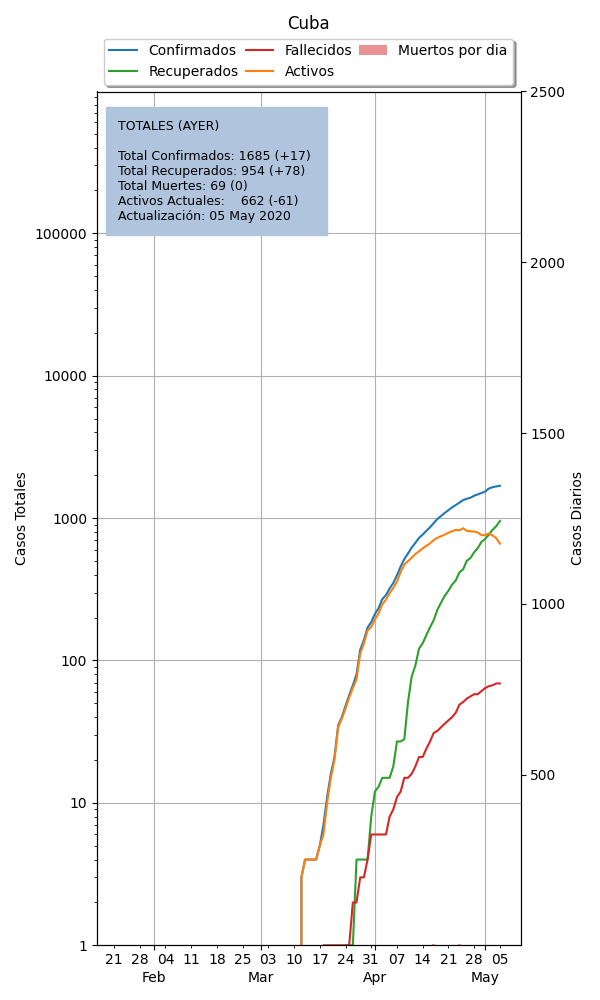 Cuba
Confirmados Fallecidos Muertos por dia
Recuperados Activos
TOTALES (AYER)
Total Confirmados: 1685 (+17)
Total Recuperados: 954 (+78)
Total Muertes: 69 (0)
Activos Actuales: 662 (-61)
Actualización: 05 May 2020
Casos Totales
100000
10000
1000
100
10
1
2500
2000
1500
1000
500
Casos Diarios
21 28 04 11 18 25 03 10 17 24 31 07 14 21 28 05
Feb Mar Apr May